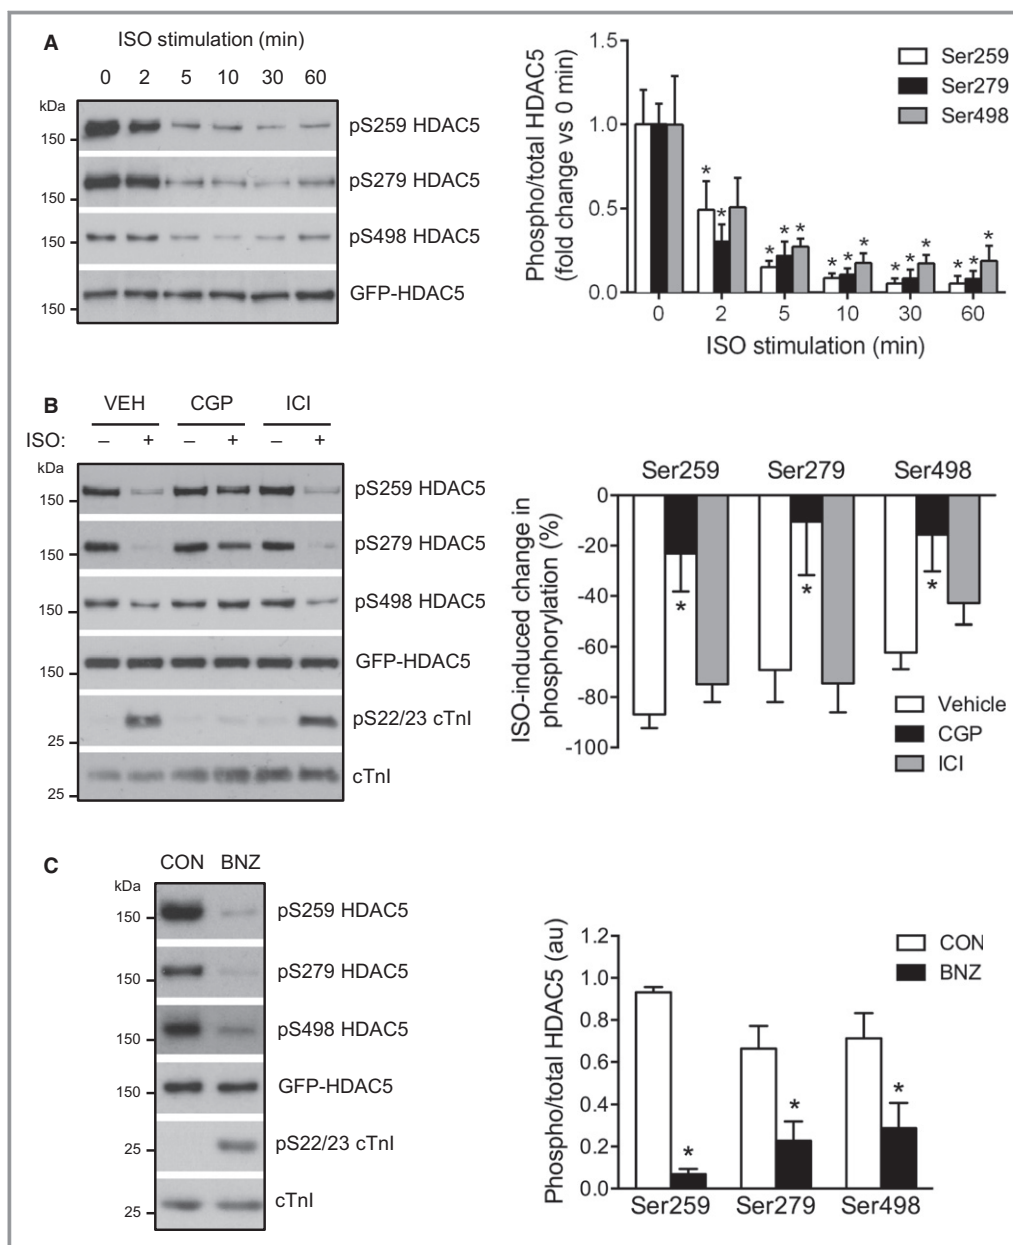 A
ISO stimulation (min)
0 2 5 10 30 60
kDa
150
pS259 HDAC5
150
pS279 HDAC5
150
pS498 HDAC5
150
GFP-HDAC5
Phospho/total HDAC5
(fold change vs 0 min)
1.5
1.0
0.5
0.0
Ser259
Ser279
Ser498
* * * * * * * * * * * * * *
0 2 5 10 30 60
ISO stimulation (min)
B
VEH CGP ICI
ISO: – + – + – +
kDa
150
pS259 HDAC5
150
pS279 HDAC5
150
pS498 HDAC5
150
GFP-HDAC5
25
pS22/23 cTnI
25
cTnI
ISO-induced change in
phosphorylation (%)
Ser259 Ser279 Ser498
0
-20
-40
-60
-80
-100
* * *
Vehicle
CGP
ICI
C
CON BNZ
kDa
150
pS259 HDAC5
150
pS279 HDAC5
150
pS498 HDAC5
150
GFP-HDAC5
25
pS22/23 cTnI
25
cTnI
Phospho/total HDAC5 (au)
1.2
1.0
0.8
0.6
0.4
0.2
0.0
CON
BNZ
* * *
Ser259 Ser279 Ser498